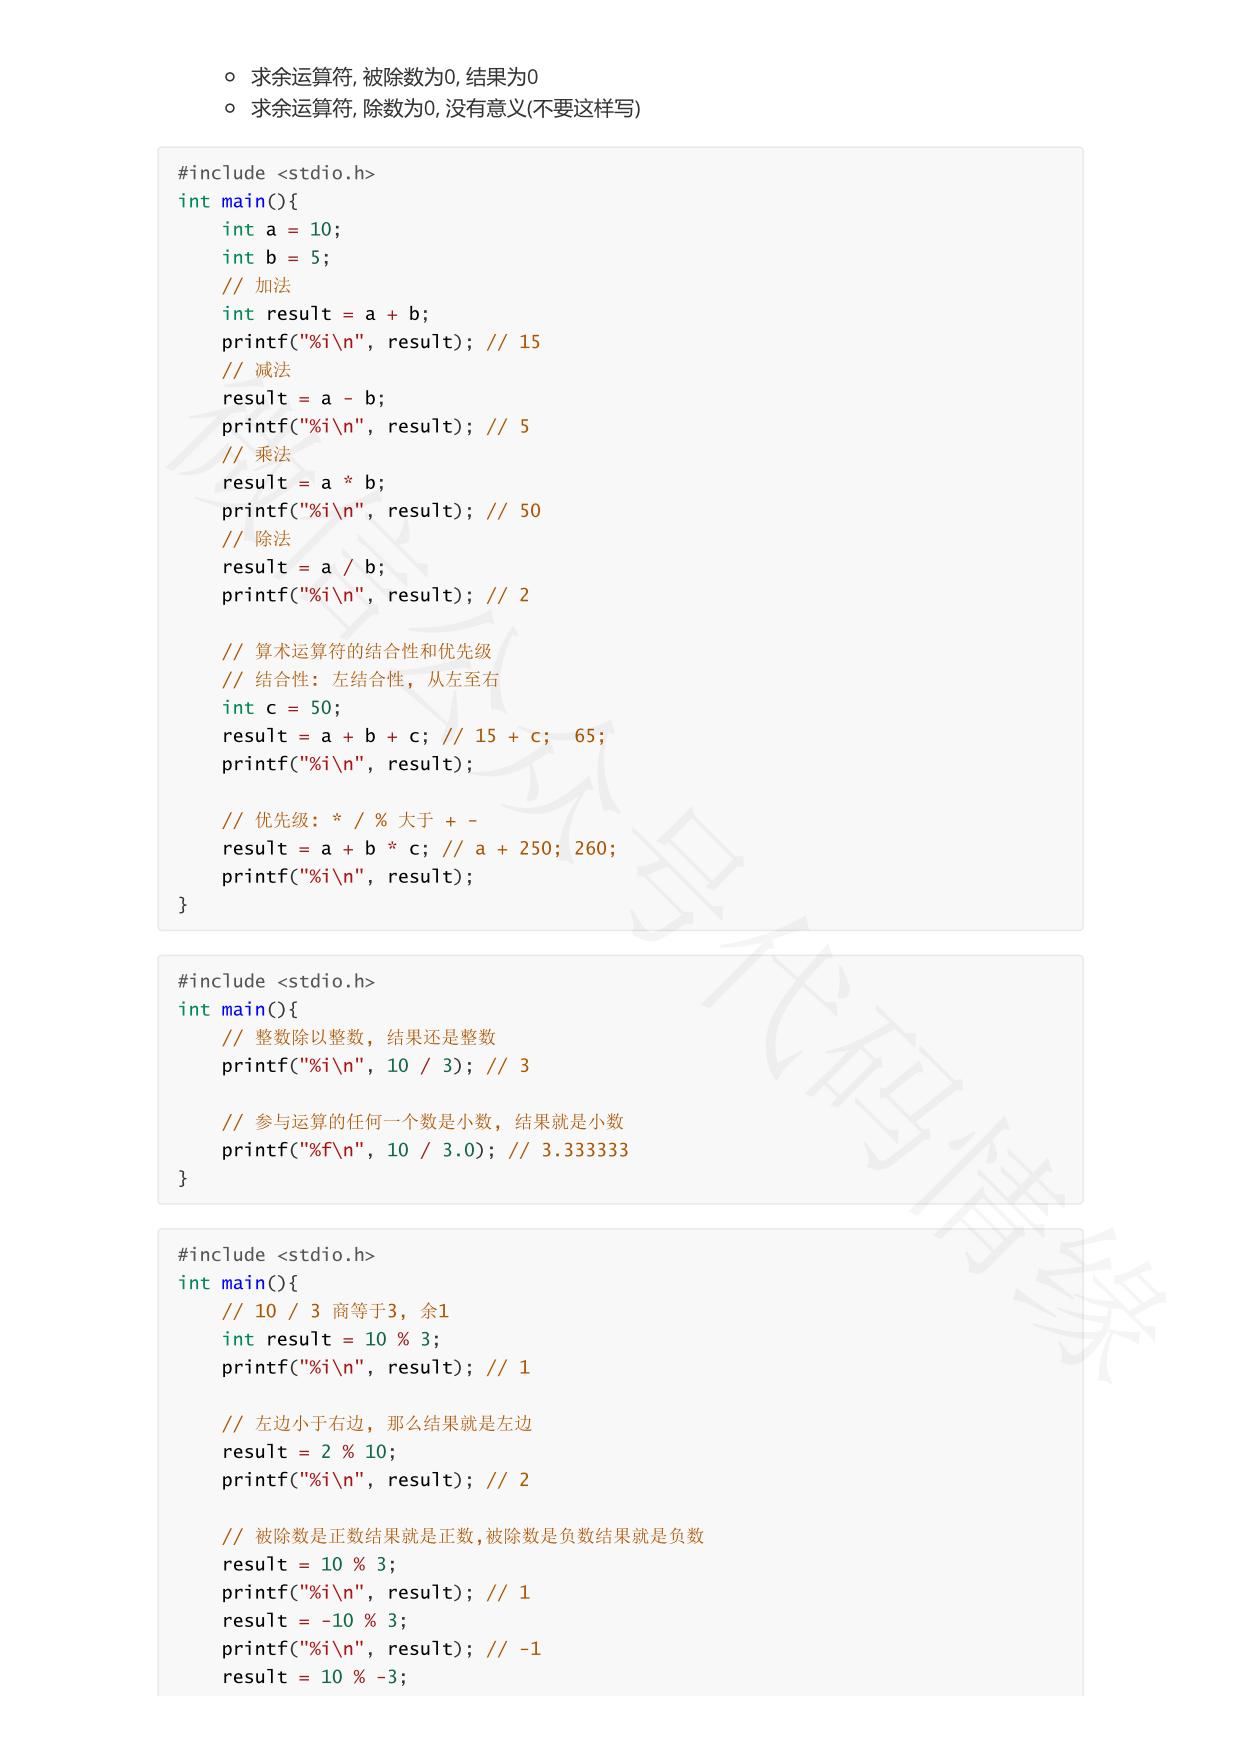 求余运算符, 被除数为0, 结果为0
求余运算符, 除数为0, 没有意义(不要这样写)
#include <stdio.h>
int main(){
    int a = 10;
    int b = 5;
    // 加法
    int result = a + b;
    printf("%i\n", result); // 15
    // 减法
    result = a - b;
    printf("%i\n", result); // 5
    // 乘法
    result = a * b;
    printf("%i\n", result); // 50
    // 除法
    result = a / b;
    printf("%i\n", result); // 2
    // 算术运算符的结合性和优先级
    // 结合性: 左结合性, 从左至右
    int c = 50;
    result = a + b + c; // 15 + c;  65;
    printf("%i\n", result);
    // 优先级: * / % 大于 + -
    result = a + b * c; // a + 250; 260;
    printf("%i\n", result);
}
#include <stdio.h>
int main(){
    // 整数除以整数, 结果还是整数
    printf("%i\n", 10 / 3); // 3
    // 参与运算的任何一个数是小数, 结果就是小数
    printf("%f\n", 10 / 3.0); // 3.333333
}
#include <stdio.h>
int main(){
    // 10 / 3 商等于3, 余1
    int result = 10 % 3;
    printf("%i\n", result); // 1
    // 左边小于右边, 那么结果就是左边
    result = 2 % 10;
    printf("%i\n", result); // 2
    // 被除数是正数结果就是正数,被除数是负数结果就是负数
    result = 10 % 3;
    printf("%i\n", result); // 1
    result = -10 % 3;
    printf("%i\n", result); // -1
    result = 10 % -3;
微信公众号代码情缘